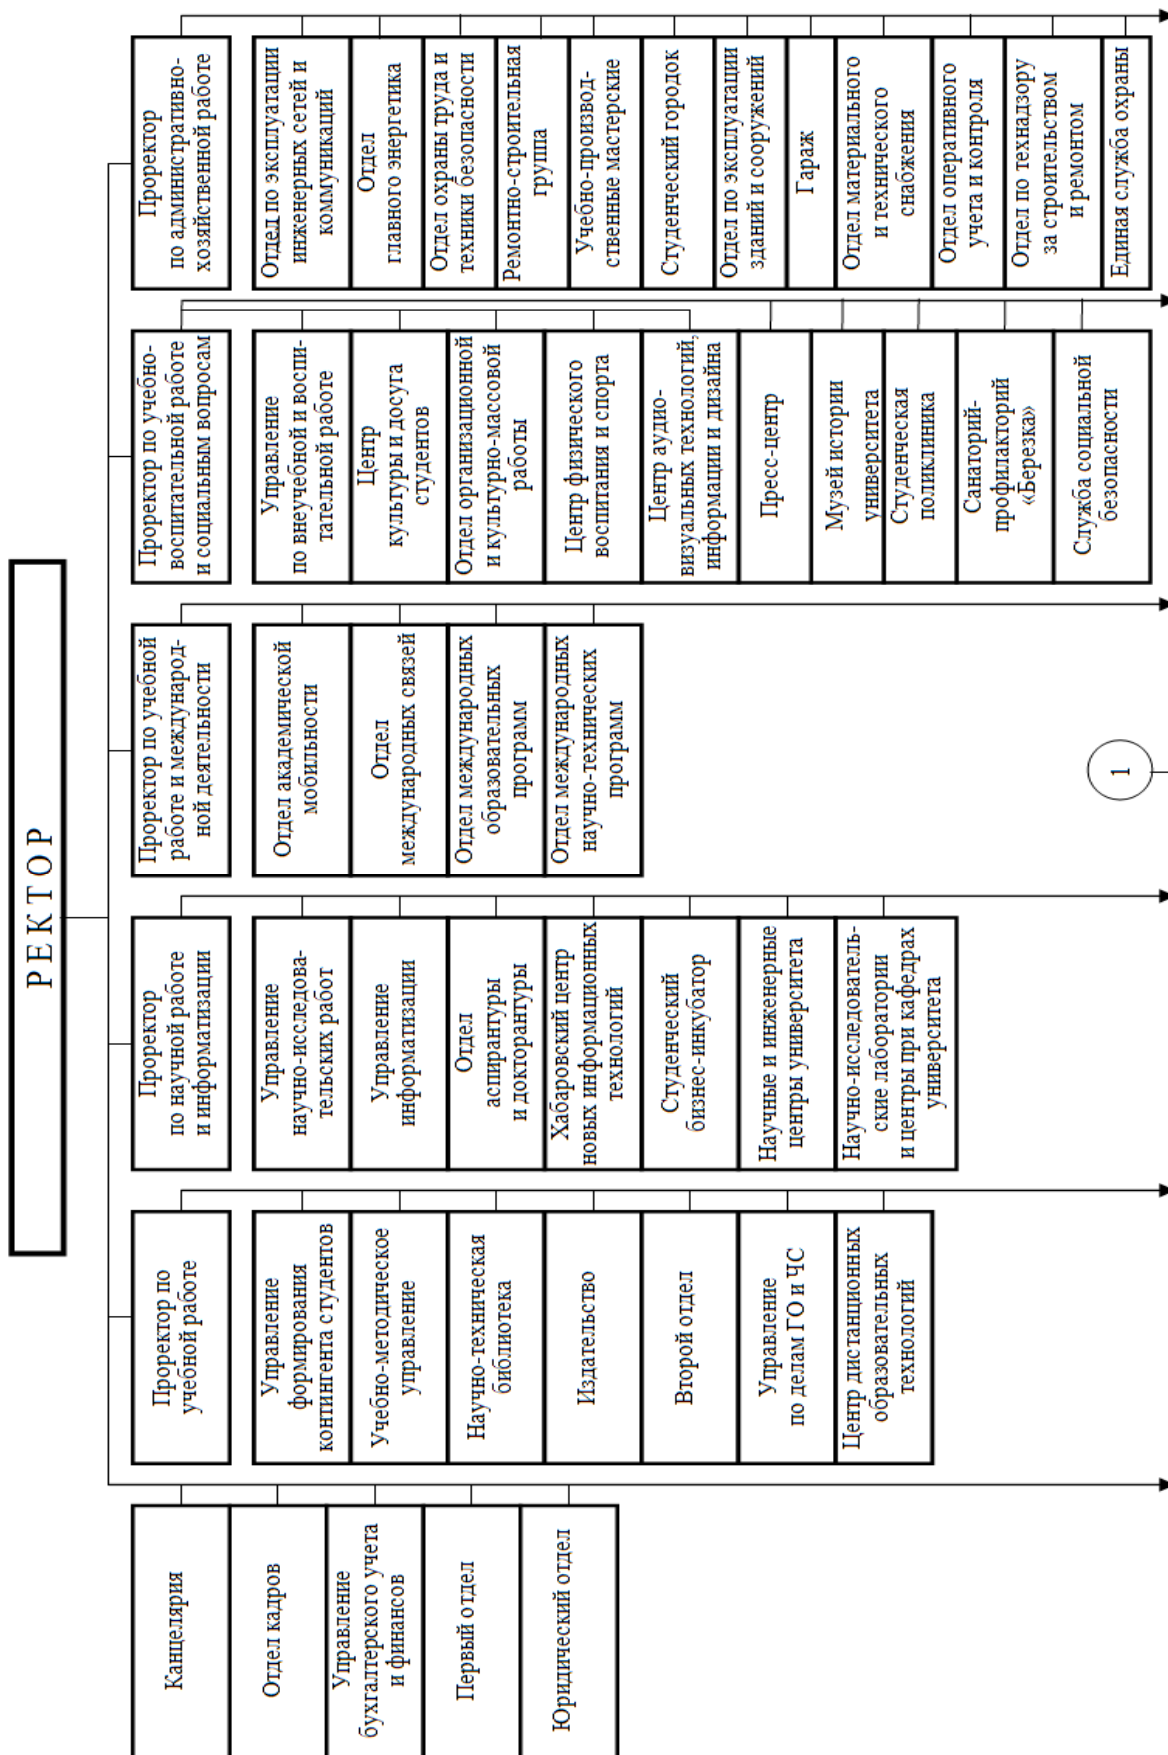 РЕКТОР
Канцелярия
Отдел кадров
Управление
бухгалтерского учета
и финансов
Первый отдел
Юридический отдел
Проректор по
учебной работе
Управление
формирования
контингента студентов
Учебно-методическое
управление
Научно-техническая
библиотека
Издательство
Второй отдел
Управление
по делам ГО и ЧС
Центр дистанционных
образовательных
технологий
Проректор
по научной работе
и информатизации
Управление
научно-исследова-
тельских работ
Управление
информатизации
Отдел
аспирантуры
и докторантуры
Хабаровский центр
новых информационных
технологий
Студенческий
бизнес-инкубатор
Научные и инженерные
центры университета
Научно-исследователь-
ские лаборатории
и центры при кафедрах
университета
Проректор по учебной
работе и международ-
ной деятельности
Отдел академической
мобильности
Отдел
международных связей
Отдел международных
образовательных
программ
Отдел международных
научно-технических
программ
Проректор по учебно-
воспитательной работе
и социальным вопросам
Управление
по внеучебной и воспи-
тательной работе
Центр
культуры и досуга
студентов
Отдел организационной
и культурно-массовой
работы
Центр физического
воспитания и спорта
Центр аудио-
визуальных технологий,
информации и дизайна
Пресс-центр
Музей истории
университета
Студенческая
поликлиника
Санаторий-
профилакторий
«Березка»
Служба социальной
безопасности
Проректор
по административно-
хозяйственной работе
Отдел по эксплуатации
инженерных сетей и
коммуникаций
Отдел
главного энергетика
Отдел охраны труда и
техники безопасности
Ремонтно-строительная
группа
Учебно-производ-
ственные мастерские
Студенческий городок
Отдел по эксплуатации
зданий и сооружений
Гараж
Отдел материального
и технического
снабжения
Отдел оперативного
учета и контроля
Отдел по технадзору
за строительством
и ремонтом
Единая служба охраны
1